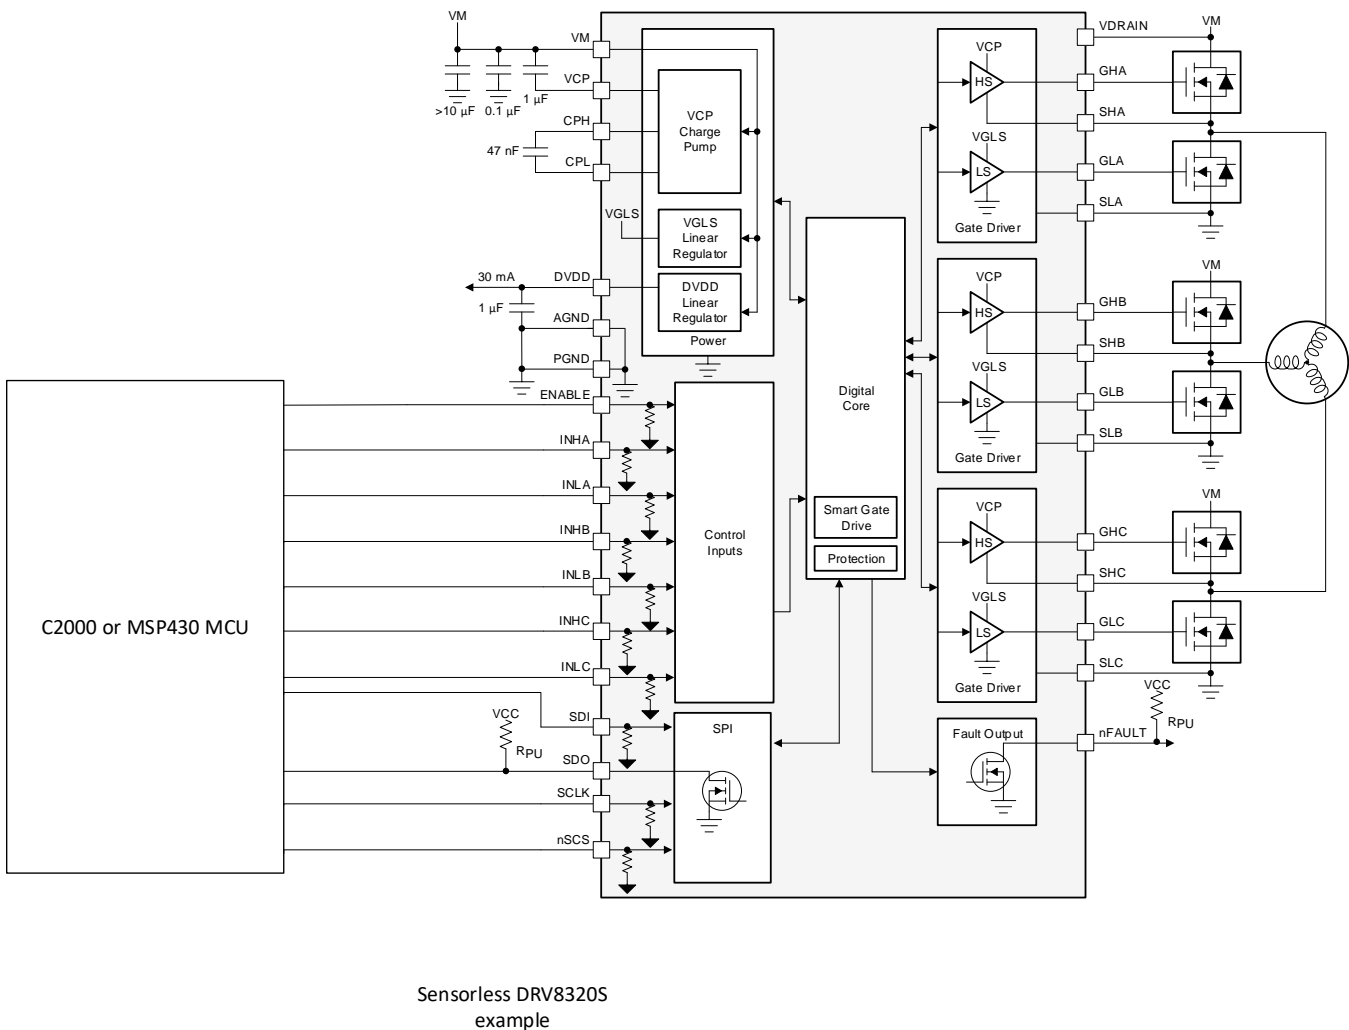 VM
VM
>10 µF
0.1 µF
1 µF
VCP
CPH
47 nF
CPL
VCP
Charge
Pump
VGLS
VGLS
Linear
Regulator
30 mA
DVDD
1 µF
DVDD
Linear
Regulator
AGND
Power
PGND
ENABLE
INHA
INLA
INHB
INLB
INHC
INLC
Control
Inputs
C2000 or MSP430 MCU
SDI
VCC
RPU
SDO
SCLK
nSCS
SPI
Digital
Core
Smart Gate
Drive
Protection
VCP
HS
VGLS
LS
Gate Driver
VCP
HS
VGLS
LS
Gate Driver
VCP
HS
VGLS
LS
Gate Driver
Fault Output
VDRAIN
VM
GHA
SHA
GLA
SLA
VM
GHB
SHB
GLB
SLB
VM
GHC
SHC
GLC
SLC
VCC
RPU
nFAULT
Sensorless DRV8320S
example